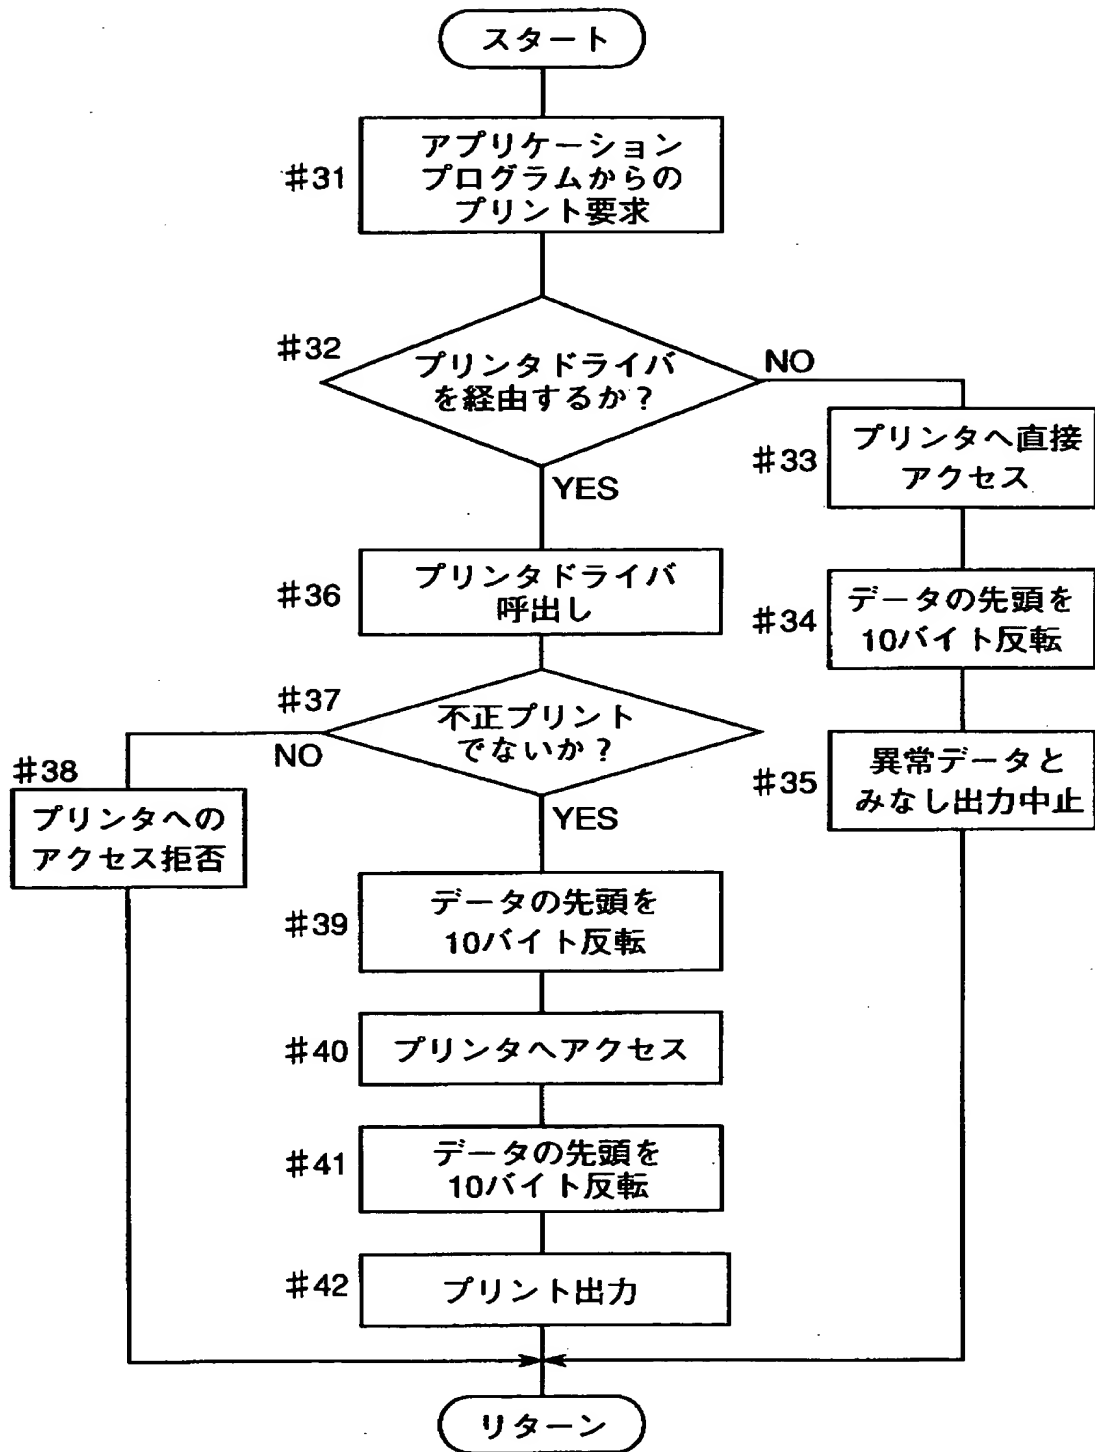 スタート
#31
アプリケーション
プログラムからの
プリント要求
#32
プリンタドライバ
を経由するか?
NO
YES
#33
プリンタへ直接
アクセス
#34
データの先頭を
10バイト反転
#35
異常データと
みなし出力中止
#36
プリンタドライバ
呼出し
#37
不正プリント
でないか?
NO
YES
#38
プリンタへの
アクセス拒否
#39
データの先頭を
10バイト反転
#40
プリンタへアクセス
#41
データの先頭を
10バイト反転
#42
プリント出力
リターン